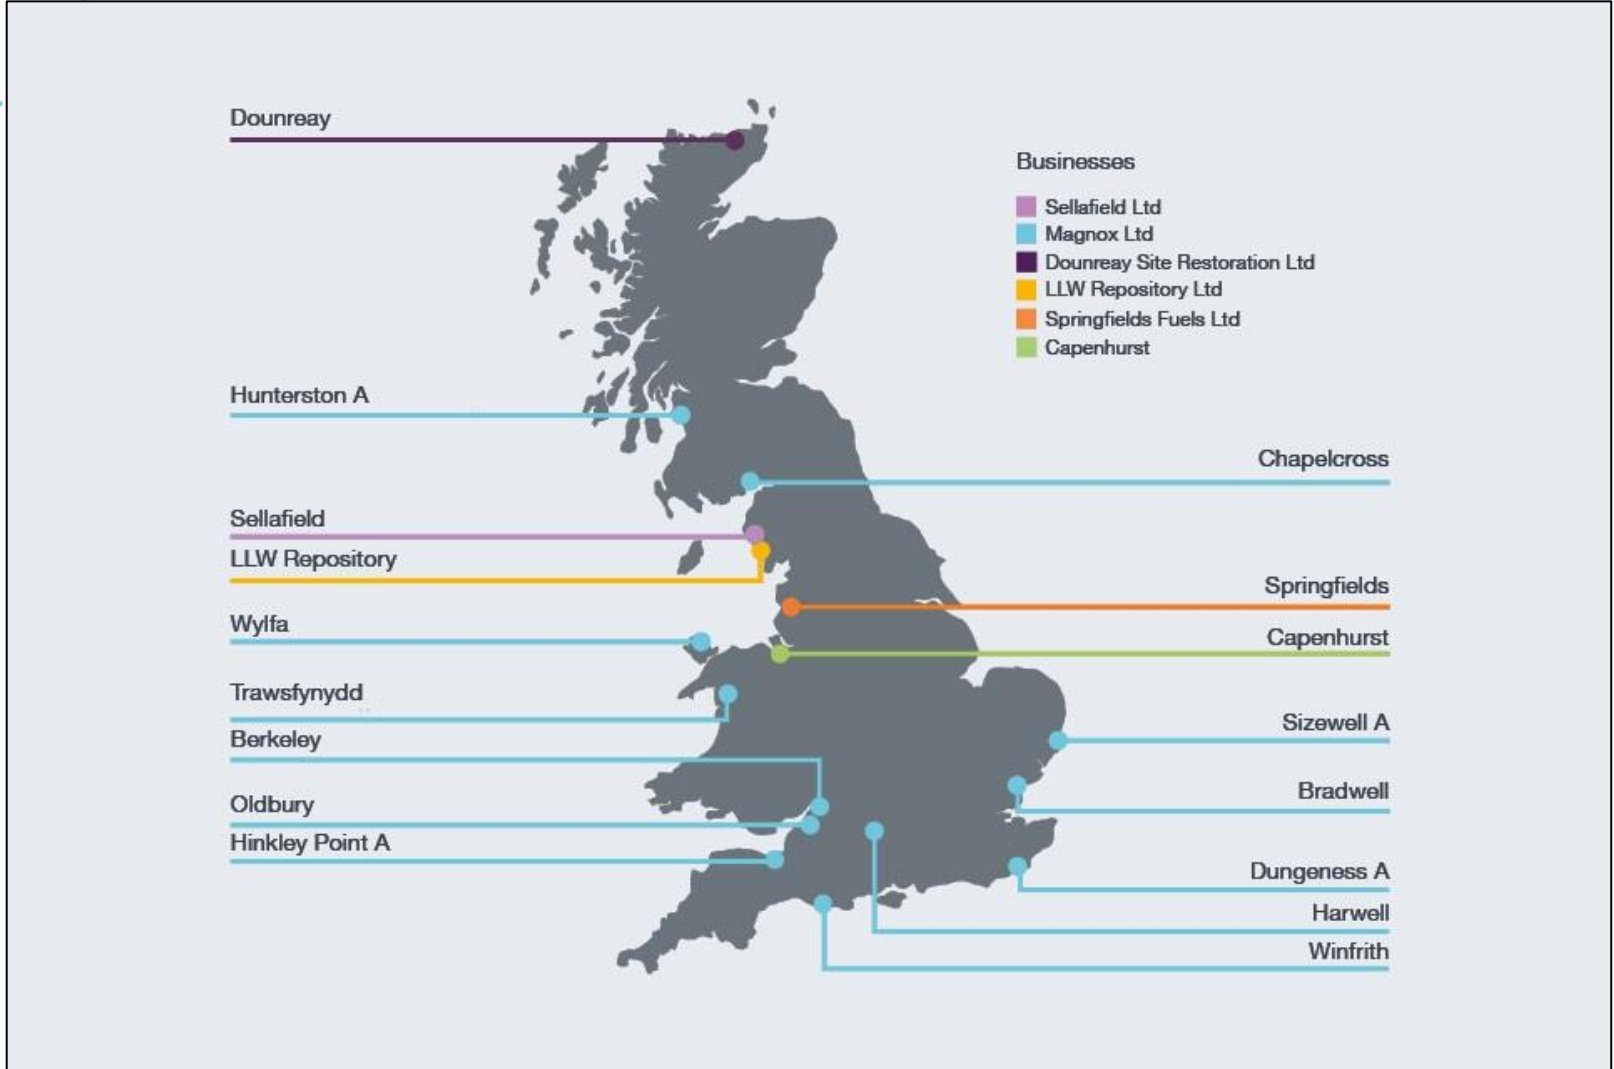 Dounreay
Businesses
Sellafield Ltd
Magnox Ltd
Dounreay Site Restoration Ltd
LLW Repository Ltd
Springfields Fuels Ltd
Capenhurst
Hunterston A
Chapelcross
Sellafield
LLW Repository
Springfields
Wylfa
Capenhurst
Trawsfynydd
Sizewell A
Berkeley
Bradwell
Oldbury
Hinkley Point A
Dungeness A
Harwell
Winfrith